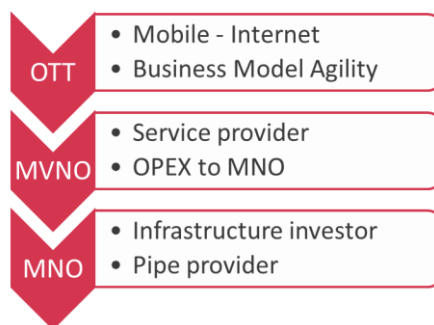 OTT
• Mobile - Internet
• Business Model Agility
MVNO
• Service provider
• OPEX to MNO
MNO
• Infrastructure investor
• Pipe provider